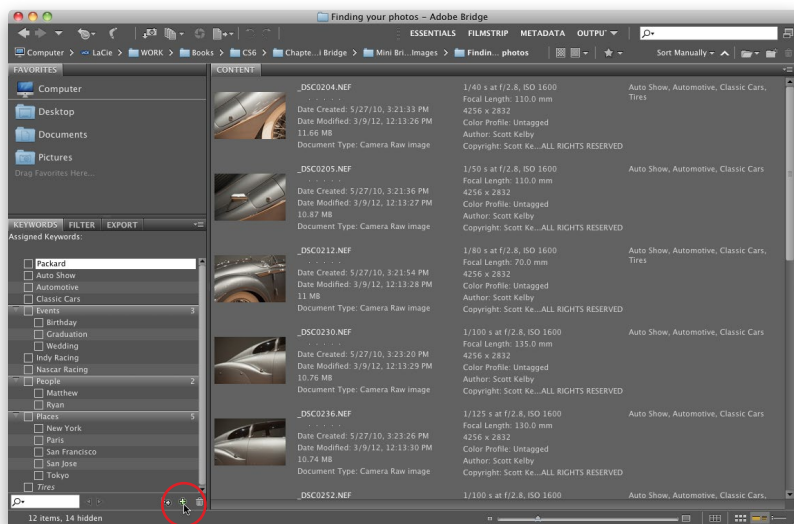 Finding your photos – Adobe Bridge
ESSENTIALS FILMSTRIP METADATA OUTPUT
Computer > LaCie > WORK > Books > CS6 > Chapte...i Bridge > Mini Bri...Images > Findin... photos
Sort Manually
FAVORITES
Computer
Desktop
Documents
Pictures
Drag Favorites Here...
KEYWORDS FILTER EXPORT
Assigned Keywords:
Packard
Auto Show
Automotive
Classic Cars
Events 3
Birthday
Graduation
Wedding
Indy Racing
Nascar Racing
People 2
Matthew
Ryan
Places 5
New York
Paris
San Francisco
San Jose
Tokyo
Tires
12 items, 14 hidden
CONTENT
_DSC0204.NEF
Date Created: 5/27/10, 3:21:33 PM
Date Modified: 3/9/12, 12:13:26 PM
11.66 MB
Document Type: Camera Raw image
1/40 s at f/2.8, ISO 1600
Focal Length: 110.0 mm
4256 x 2832
Color Profile: Untagged
Author: Scott Kelby
Copyright: Scott Ke...ALL RIGHTS RESERVED
Auto Show, Automotive, Classic Cars,
Tires
_DSC0205.NEF
Date Created: 5/27/10, 3:21:36 PM
Date Modified: 3/9/12, 12:13:27 PM
10.87 MB
Document Type: Camera Raw image
1/50 s at f/2.8, ISO 1600
Focal Length: 110.0 mm
4256 x 2832
Color Profile: Untagged
Author: Scott Kelby
Copyright: Scott Ke...ALL RIGHTS RESERVED
Auto Show, Automotive, Classic Cars
_DSC0212.NEF
Date Created: 5/27/10, 3:21:54 PM
Date Modified: 3/9/12, 12:13:28 PM
11 MB
Document Type: Camera Raw image
1/80 s at f/2.8, ISO 1600
Focal Length: 70.0 mm
4256 x 2832
Color Profile: Untagged
Author: Scott Kelby
Copyright: Scott Ke...ALL RIGHTS RESERVED
Auto Show, Automotive, Classic Cars,
Tires
_DSC0230.NEF
Date Created: 5/27/10, 3:23:20 PM
Date Modified: 3/9/12, 12:13:29 PM
10.76 MB
Document Type: Camera Raw image
1/100 s at f/2.8, ISO 1600
Focal Length: 135.0 mm
4256 x 2832
Color Profile: Untagged
Author: Scott Kelby
Copyright: Scott Ke...ALL RIGHTS RESERVED
Auto Show, Automotive, Classic Cars
_DSC0236.NEF
Date Created: 5/27/10, 3:23:26 PM
Date Modified: 3/9/12, 12:13:30 PM
10.74 MB
Document Type: Camera Raw image
1/125 s at f/2.8, ISO 1600
Focal Length: 130.0 mm
4256 x 2832
Color Profile: Untagged
Author: Scott Kelby
Copyright: Scott Ke...ALL RIGHTS RESERVED
Auto Show, Automotive, Classic Cars
_DSC0252.NEF
1/100 s at f/2.8, ISO 1600
Auto Show, Automotive, Classic Cars